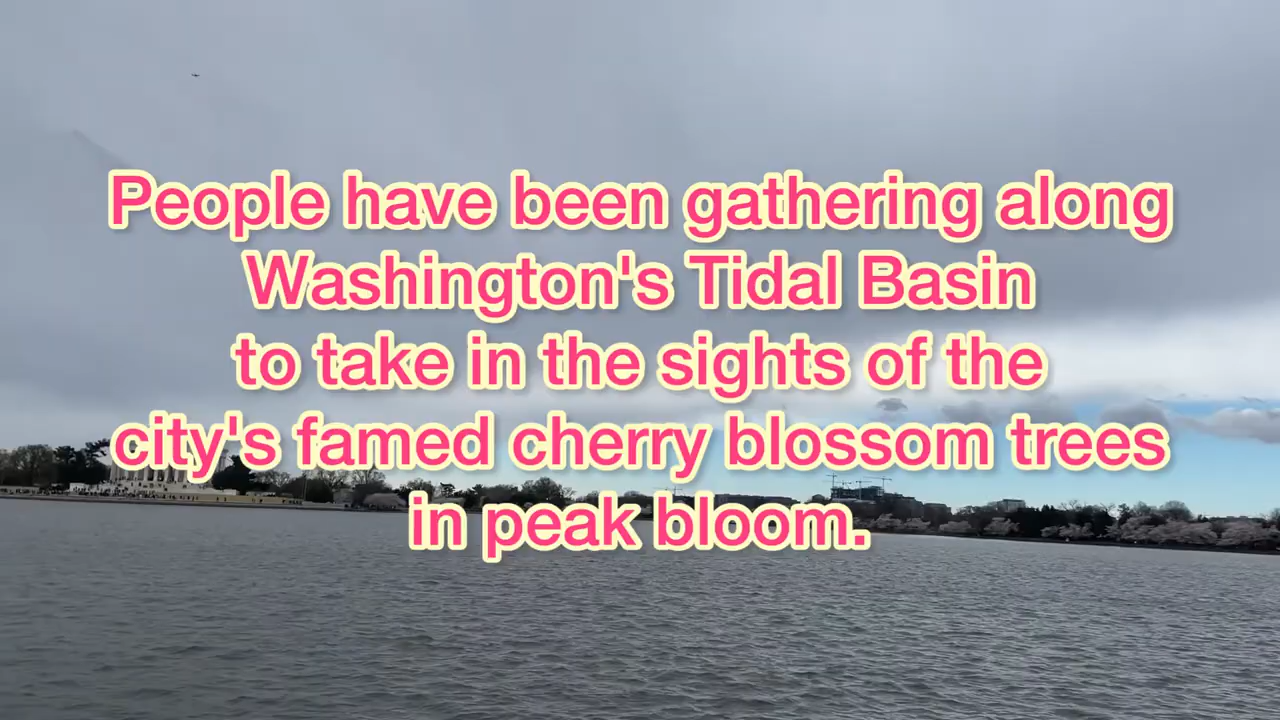 People have been gathering along
Washington's Tidal Basin
to take in the sights of the
city's famed cherry blossom trees
in peak bloom.